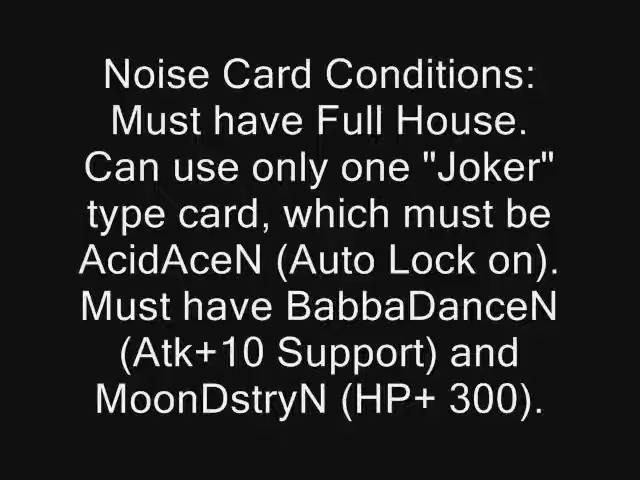 Noise Card Conditions:
Must have Full House.
Can use only one "Joker"
type card, which must be
AcidAceN (Auto Lock on).
Must have BabbaDanceN
(Atk+10 Support) and
MoonDstryN (HP+ 300).